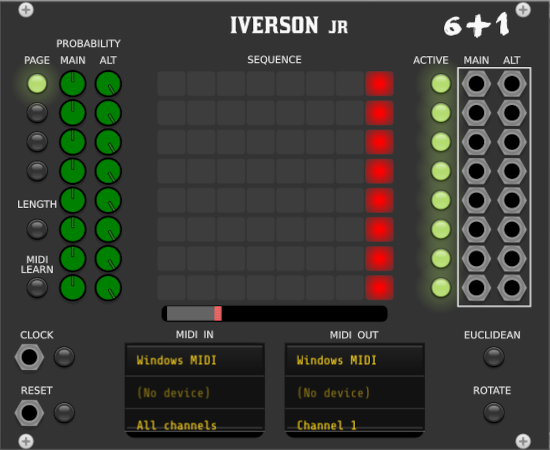 IVERSON JR
6+1
PROBABILITY
PAGE MAIN ALT
SEQUENCE
ACTIVE MAIN ALT
LENGTH
MIDI
LEARN
CLOCK
MIDI IN
MIDI OUT
EUCLIDEAN
Windows MIDI
Windows MIDI
(No device)
(No device)
RESET
ROTATE
All channels
Channel 1